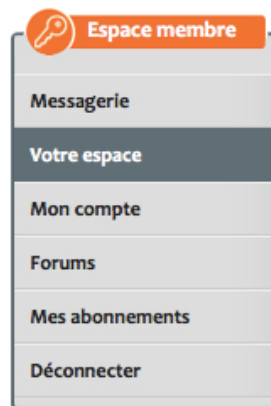 Espace membre
Messagerie
Votre espace
Mon compte
Forums
Mes abonnements
Déconnecter